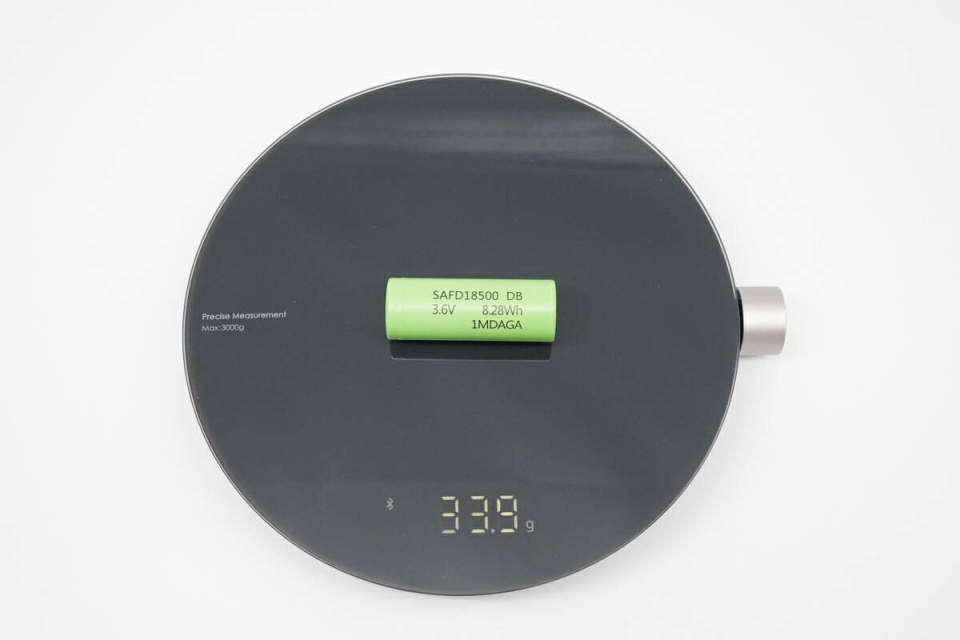 SAFD18500 DB
3.6V 8.28Wh
1MDAGA
Precise Measurement
Max:3000g
33.9 g